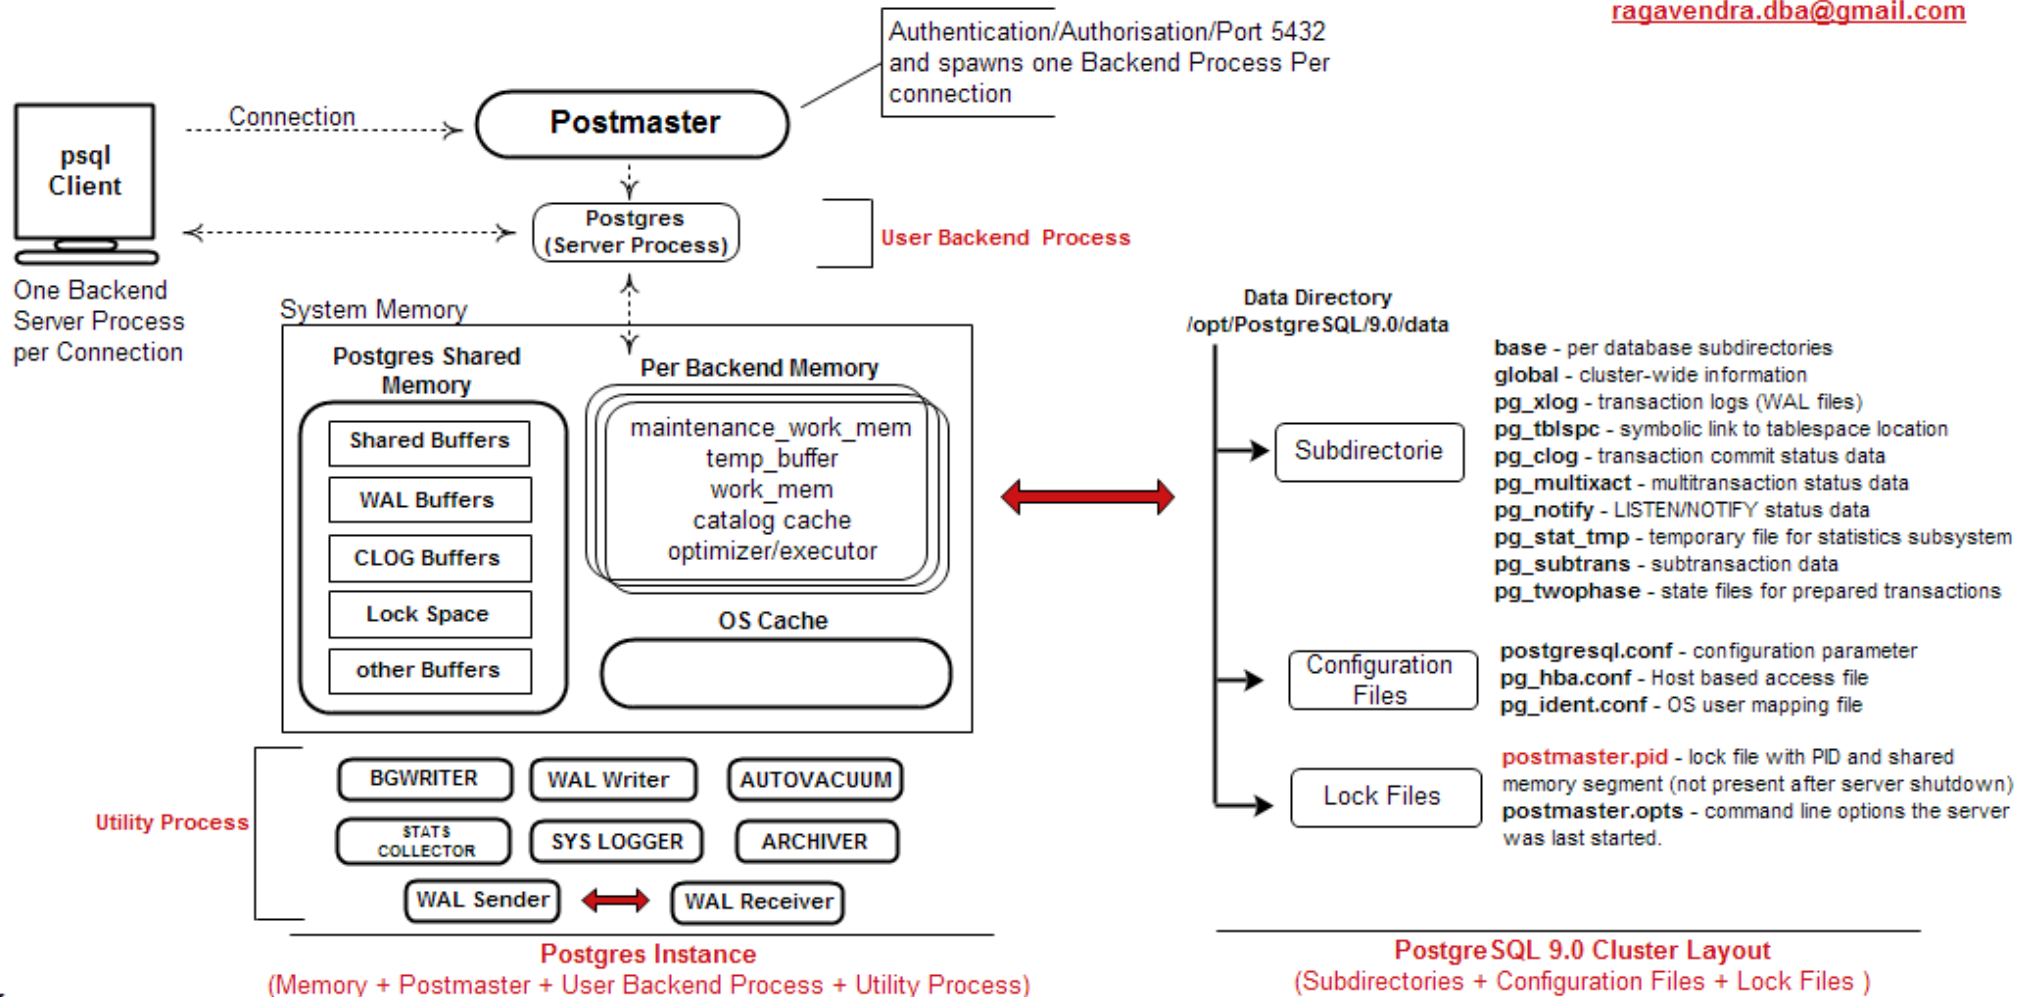 ragavendra.dba@gmail.com
Authentication/Authorisation/Port 5432
and spawns one Backend Process Per
connection
Connection
Postmaster
psql
Client
Postgres
(Server Process)
User Backend Process
One Backend
Server Process
per Connection
System Memory
Postgres Shared
Memory
Shared Buffers
WAL Buffers
CLOG Buffers
Lock Space
other Buffers
Per Backend Memory
maintenance_work_mem
temp_buffer
work_mem
catalog cache
optimizer/executor
OS Cache
Utility Process
BGWRITER
WAL Writer
AUTOVACUUM
STATS
COLLECTOR
SYS LOGGER
ARCHIVER
WAL Sender
WAL Receiver
Postgres Instance
(Memory + Postmaster + User Backend Process + Utility Process)
Data Directory
/opt/PostgreSQL/9.0/data
Subdirectorie
base - per database subdirectories
global - cluster-wide information
pg_xlog - transaction logs (WAL files)
pg_tblspc - symbolic link to tablespace location
pg_clog - transaction commit status data
pg_multixact - multitransaction status data
pg_notify - LISTEN/NOTIFY status data
pg_stat_tmp - temporary file for statistics subsystem
pg_subtrans - subtransaction data
pg_twophase - state files for prepared transactions
Configuration
Files
postgresql.conf - configuration parameter
pg_hba.conf - Host based access file
pg_ident.conf - OS user mapping file
Lock Files
postmaster.pid - lock file with PID and shared
memory segment (not present after server shutdown)
postmaster.opts - command line options the server
was last started.
PostgreSQL 9.0 Cluster Layout
(Subdirectories + Configuration Files + Lock Files )